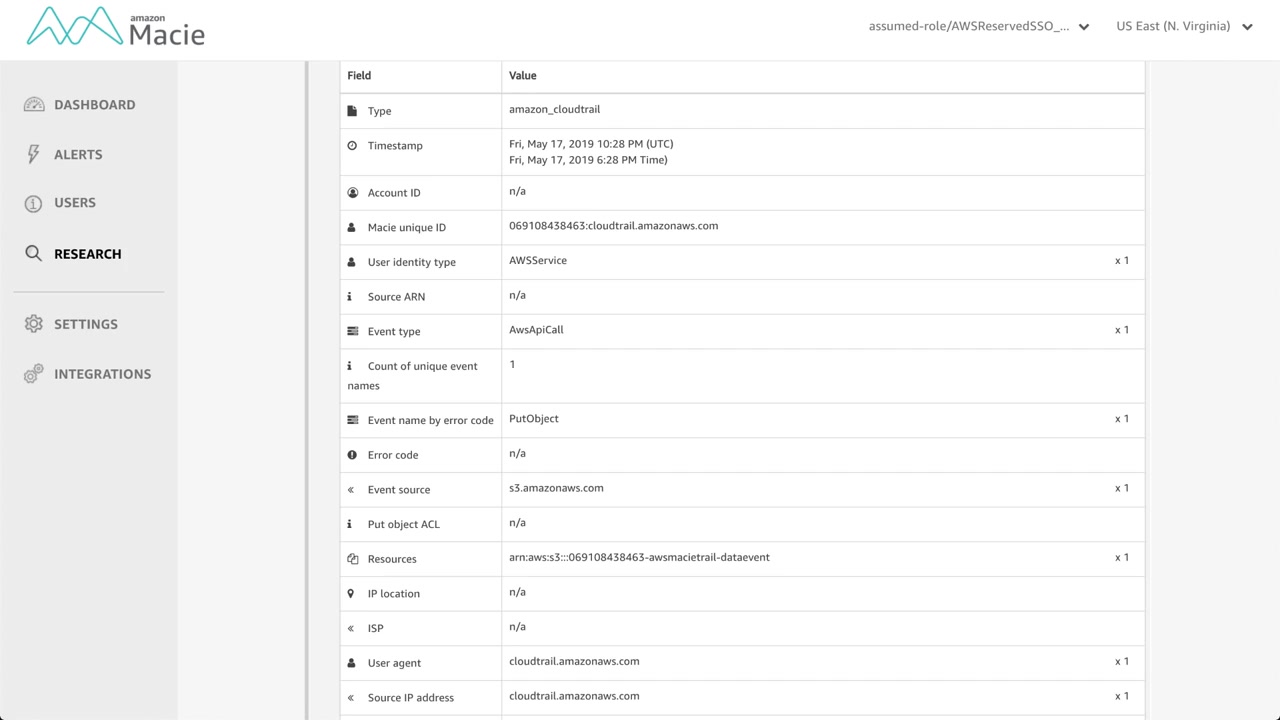 amazon
Macie
assumed-role/AWSReservedSSO_...
US East (N. Virginia)
DASHBOARD
ALERTS
USERS
RESEARCH
SETTINGS
INTEGRATIONS
Field Value
Type amazon_cloudtrail
Timestamp Fri, May 17, 2019 10:28 PM (UTC)
Fri, May 17, 2019 6:28 PM Time)
Account ID n/a
Macie unique ID 069108438463:cloudtrail.amazonaws.com
User identity type AWSService x 1
Source ARN n/a
Event type AwsApiCall x 1
Count of unique event 1
names
Event name by error code PutObject x 1
Error code n/a
Event source s3.amazonaws.com x 1
Put object ACL n/a
Resources arn:aws:s3:::069108438463-awsmacietrail-dataevent x 1
IP location n/a
ISP n/a
User agent cloudtrail.amazonaws.com x 1
Source IP address cloudtrail.amazonaws.com x 1